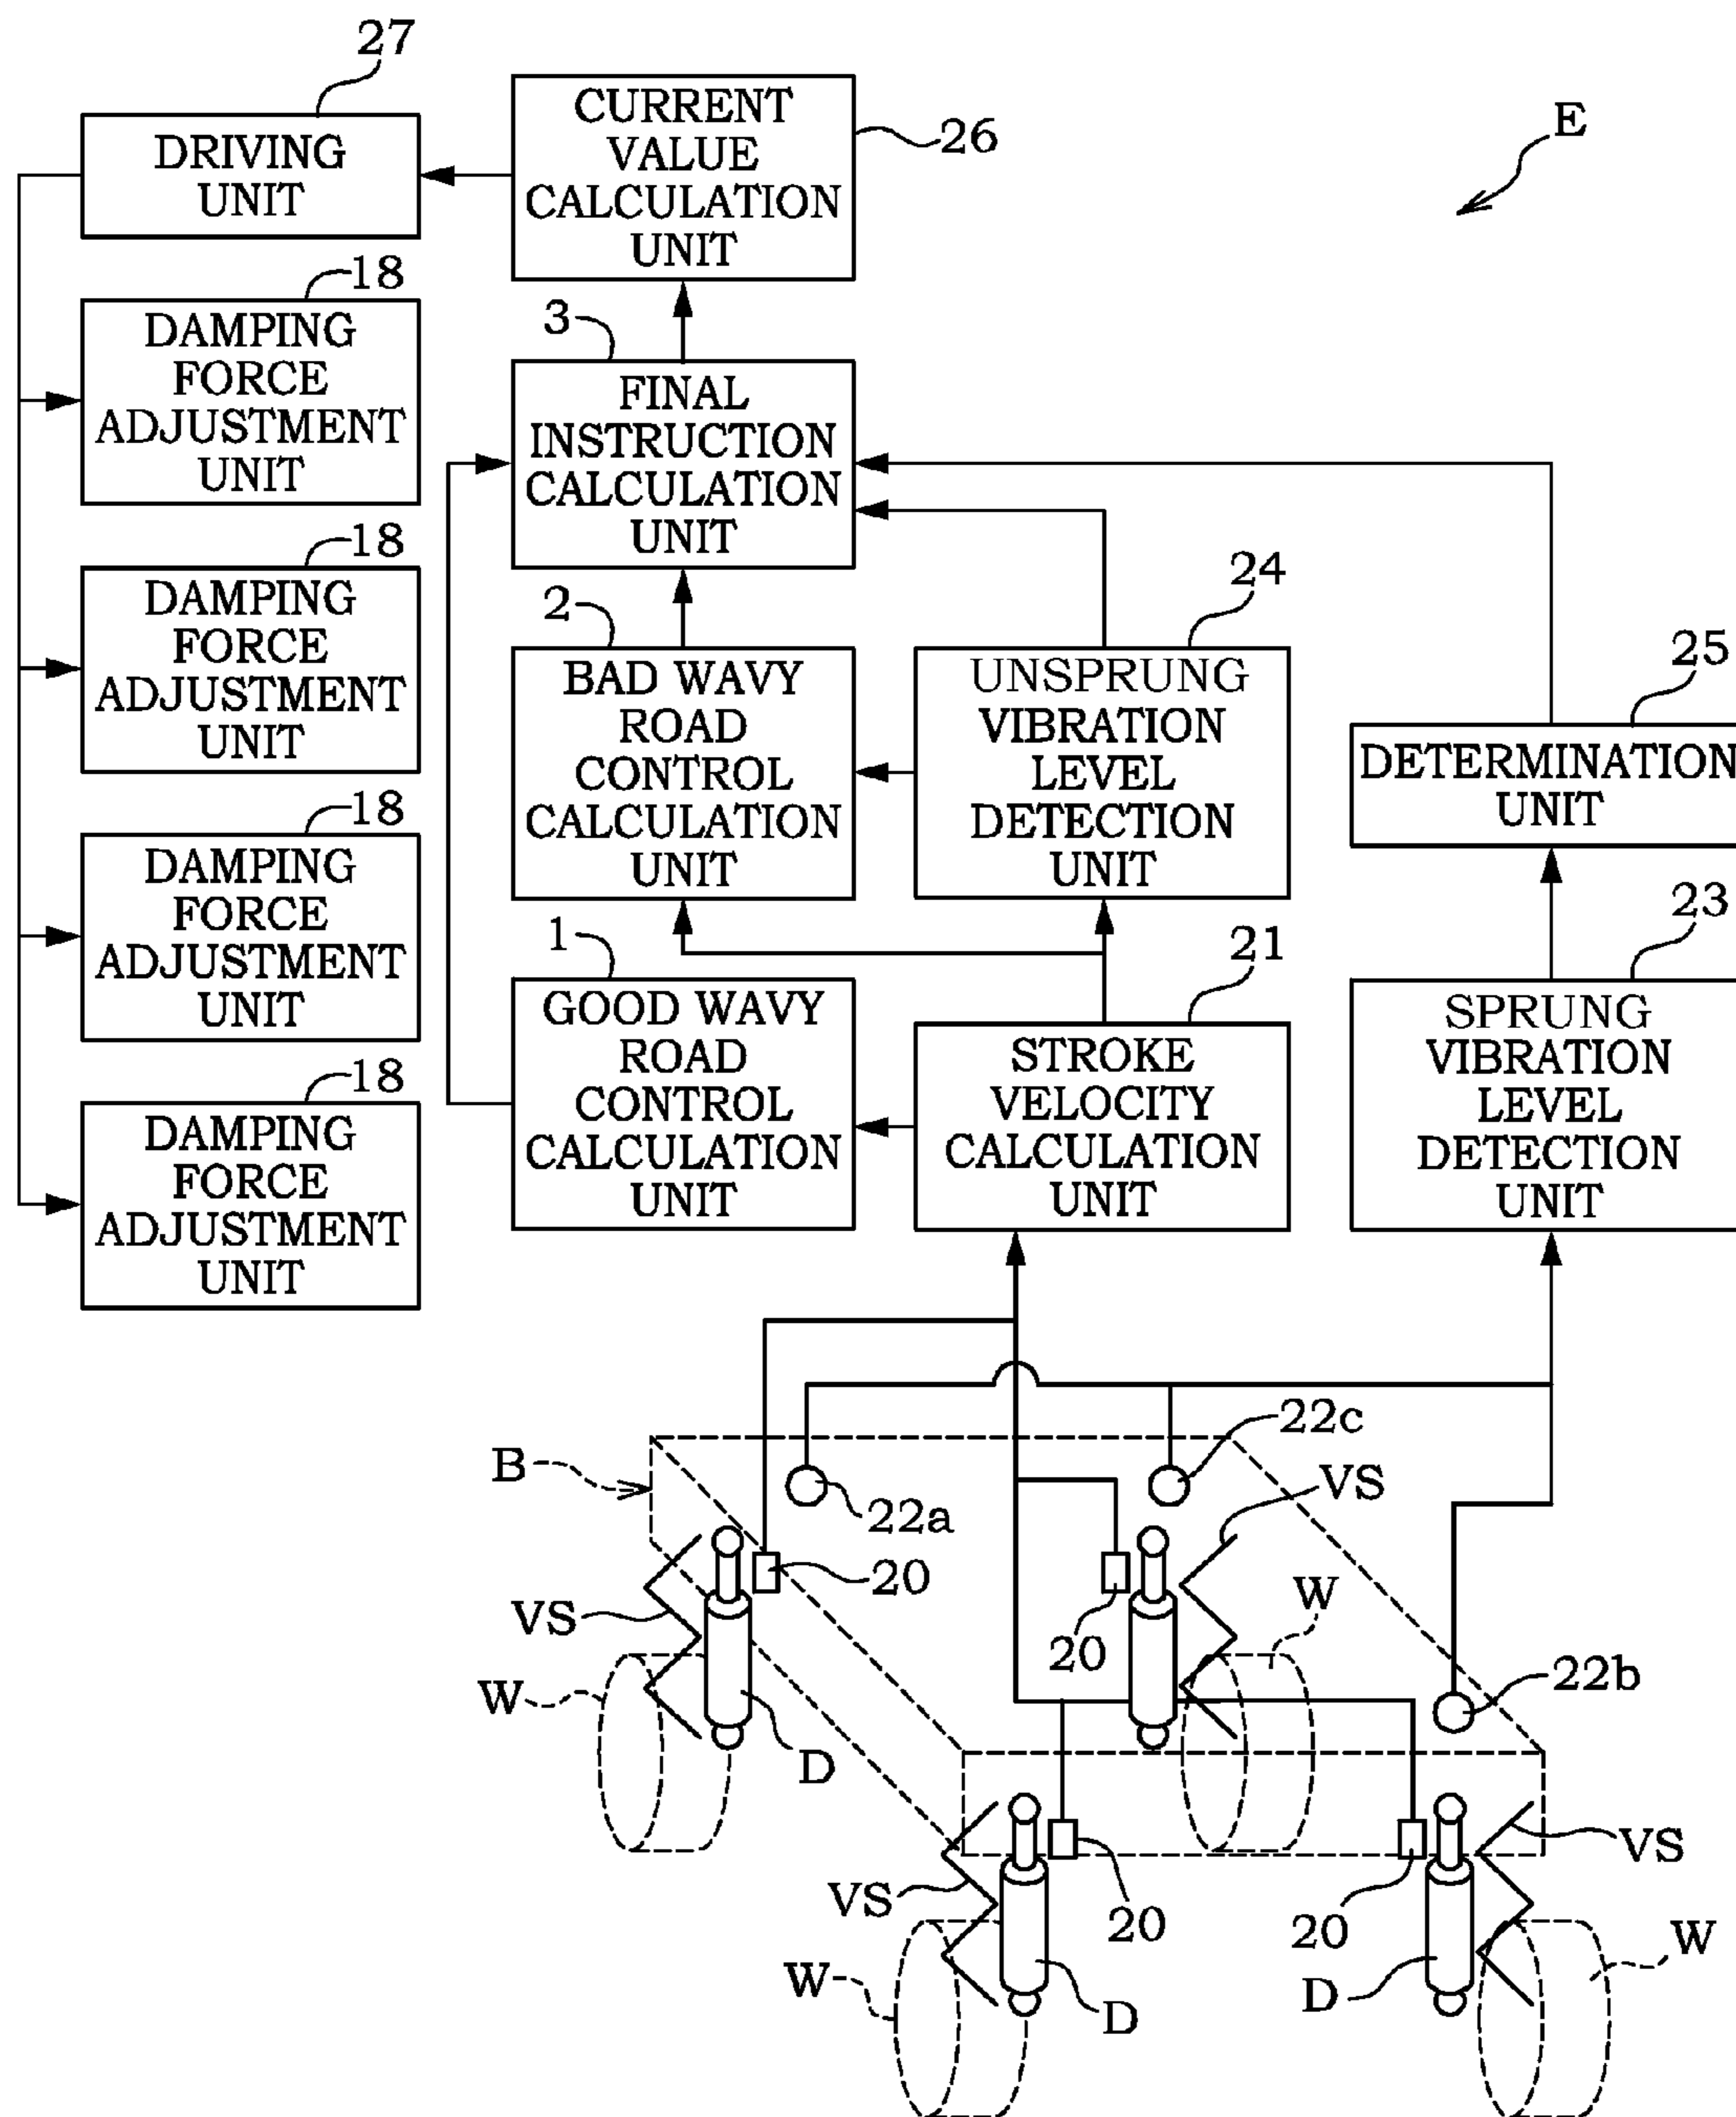 27
DRIVING
UNIT
CURRENT
VALUE
CALCULATION
UNIT
26
E
18
DAMPING
FORCE
ADJUSTMENT
UNIT
3
FINAL
INSTRUCTION
CALCULATION
UNIT
18
DAMPING
FORCE
ADJUSTMENT
UNIT
2
BAD WAVY
ROAD
CONTROL
CALCULATION
UNIT
24
UNSPRUNG
VIBRATION
LEVEL
DETECTION
UNIT
25
DETERMINATION
UNIT
18
DAMPING
FORCE
ADJUSTMENT
UNIT
1
GOOD WAVY
ROAD
CONTROL
CALCULATION
UNIT
21
STROKE
VELOCITY
CALCULATION
UNIT
23
SPRUNG
VIBRATION
LEVEL
DETECTION
UNIT
18
DAMPING
FORCE
ADJUSTMENT
UNIT
B
22a
22c
VS
20
VS
W
20
W
22b
W
D
VS
20
20
VS
W
D
D
W